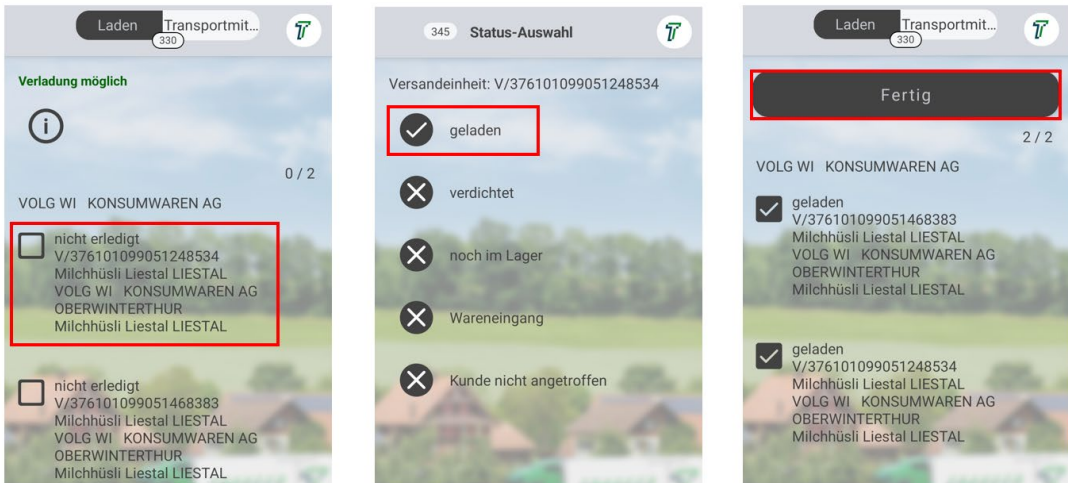 Laden Transportmit...
330
Verladung möglich
0 / 2
VOLG WI KONSUMWAREN AG
nicht erledigt
V/376101099051248534
Milchhüsli Liestal LIESTAL
VOLG WI KONSUMWAREN AG
OBERWINTERTHUR
Milchhüsli Liestal LIESTAL
nicht erledigt
V/376101099051468383
Milchhüsli Liestal LIESTAL
VOLG WI KONSUMWAREN AG
OBERWINTERTHUR
Milchhüsli Liestal LIESTAL
345 Status-Auswahl
Versandeinheit: V/376101099051248534
geladen
verdichtet
noch im Lager
Wareneingang
Kunde nicht angetroffen
Laden Transportmit...
330
Fertig
2 / 2
VOLG WI KONSUMWAREN AG
geladen
V/376101099051468383
Milchhüsli Liestal LIESTAL
VOLG WI KONSUMWAREN AG
OBERWINTERTHUR
Milchhüsli Liestal LIESTAL
geladen
V/376101099051248534
Milchhüsli Liestal LIESTAL
VOLG WI KONSUMWAREN AG
OBERWINTERTHUR
Milchhüsli Liestal LIESTAL